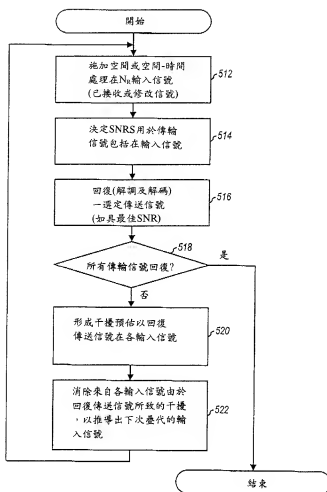 開始
施加空間或空間-時間
處理在NR輸入信號
(已接收或修改信號)
512
決定SNRS用於傳輸
信號包括在輸入信號
514
回復(解調及解碼)
一選定傳送信號
(如具最佳SNR)
516
518
所有傳輸信號回復?
是
否
形成干擾預估以回復
傳送信號在各輸入信號
520
消除來自各輸入信號由於
回復傳送信號所致的干擾
，以推導出下次疊代的輸
入信號
522
結束